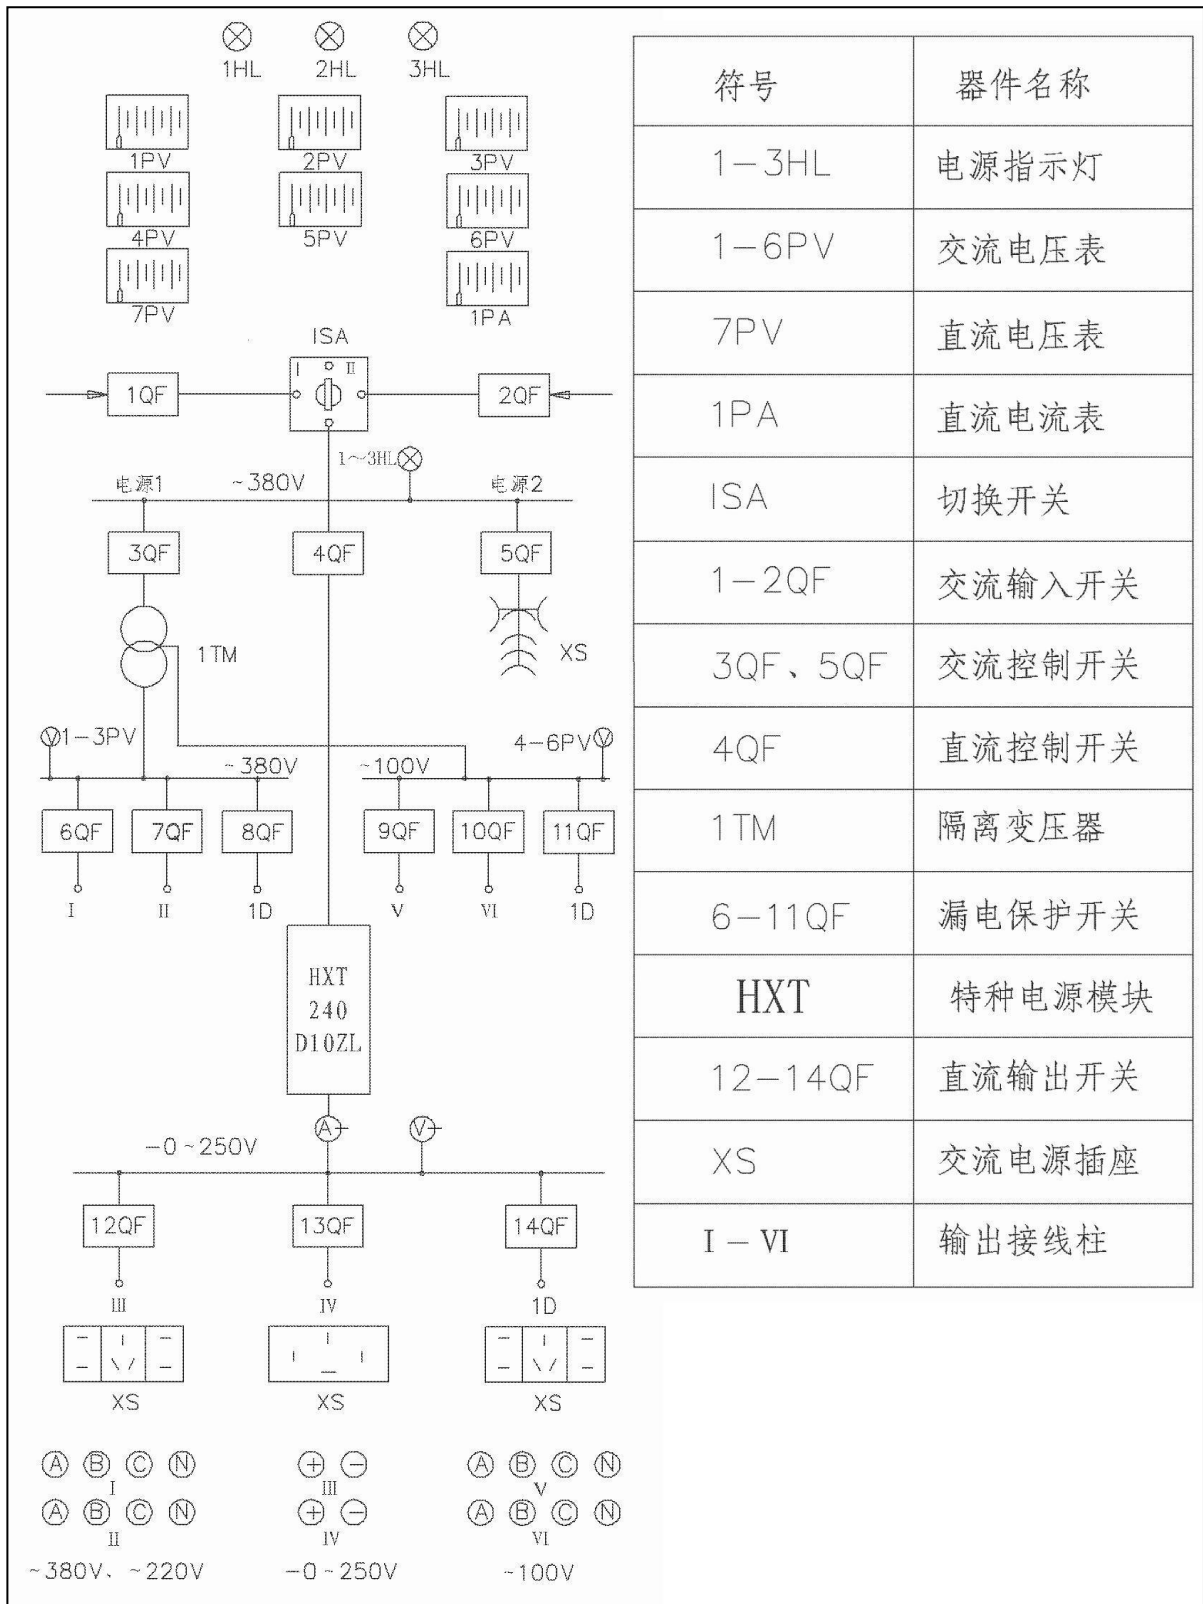 1HL 2HL 3HL
1PV 2PV 3PV
4PV 5PV 6PV
7PV 1PA
ISA
I II
1QF 2QF
1~3HL
电源1 ~380V 电源2
3QF 4QF 5QF
1TM XS
V 1-3PV 4-6PV V
~380V ~100V
6QF 7QF 8QF 9QF 10QF 11QF
I II 1D V VI 1D
HXT
240
D10ZL
A V
-0~250V
12QF 13QF 14QF
III IV 1D
XS XS XS
A B C N + - A B C N
I III V
A B C N + - A B C N
II IV VI
~380V、~220V -0~250V ~100V
符号 器件名称
1-3HL 电源指示灯
1-6PV 交流电压表
7PV 直流电压表
1PA 直流电流表
ISA 切换开关
1-2QF 交流输入开关
3QF、5QF 交流控制开关
4QF 直流控制开关
1TM 隔离变压器
6-11QF 漏电保护开关
HXT 特种电源模块
12-14QF 直流输出开关
XS 交流电源插座
I-VI 输出接线柱